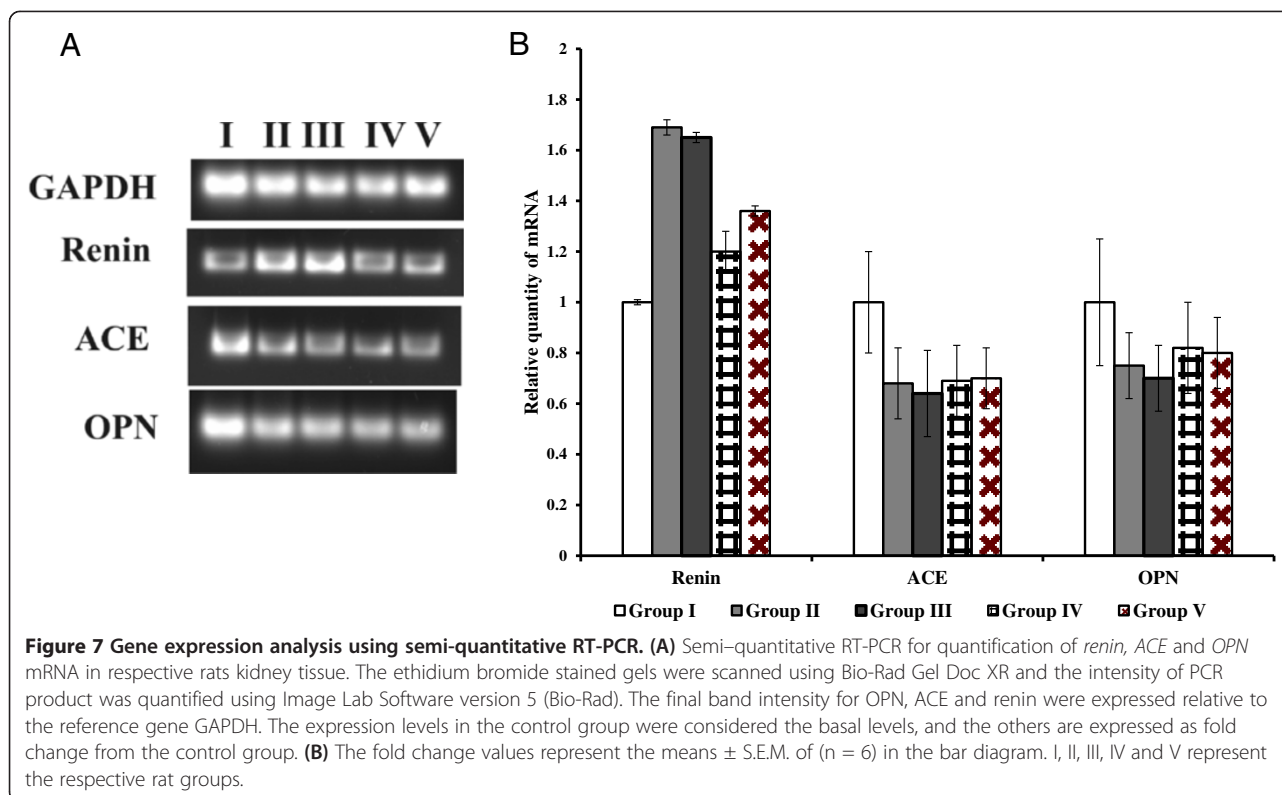 A
I II III IV V
GAPDH
Renin
ACE
OPN
B
Relative quantity of mRNA
2
1.8
1.6
1.4
1.2
1
0.8
0.6
0.4
0.2
0
Renin ACE OPN
Group I Group II Group III Group IV Group V
Figure 7 Gene expression analysis using semi-quantitative RT-PCR. (A) Semi–quantitative RT-PCR for quantification of renin, ACE and OPN
mRNA in respective rats kidney tissue. The ethidium bromide stained gels were scanned using Bio-Rad Gel Doc XR and the intensity of PCR
product was quantified using Image Lab Software version 5 (Bio-Rad). The final band intensity for OPN, ACE and renin were expressed relative to
the reference gene GAPDH. The expression levels in the control group were considered the basal levels, and the others are expressed as fold
change from the control group. (B) The fold change values represent the means ± S.E.M. of (n = 6) in the bar diagram. I, II, III, IV and V represent
the respective rat groups.